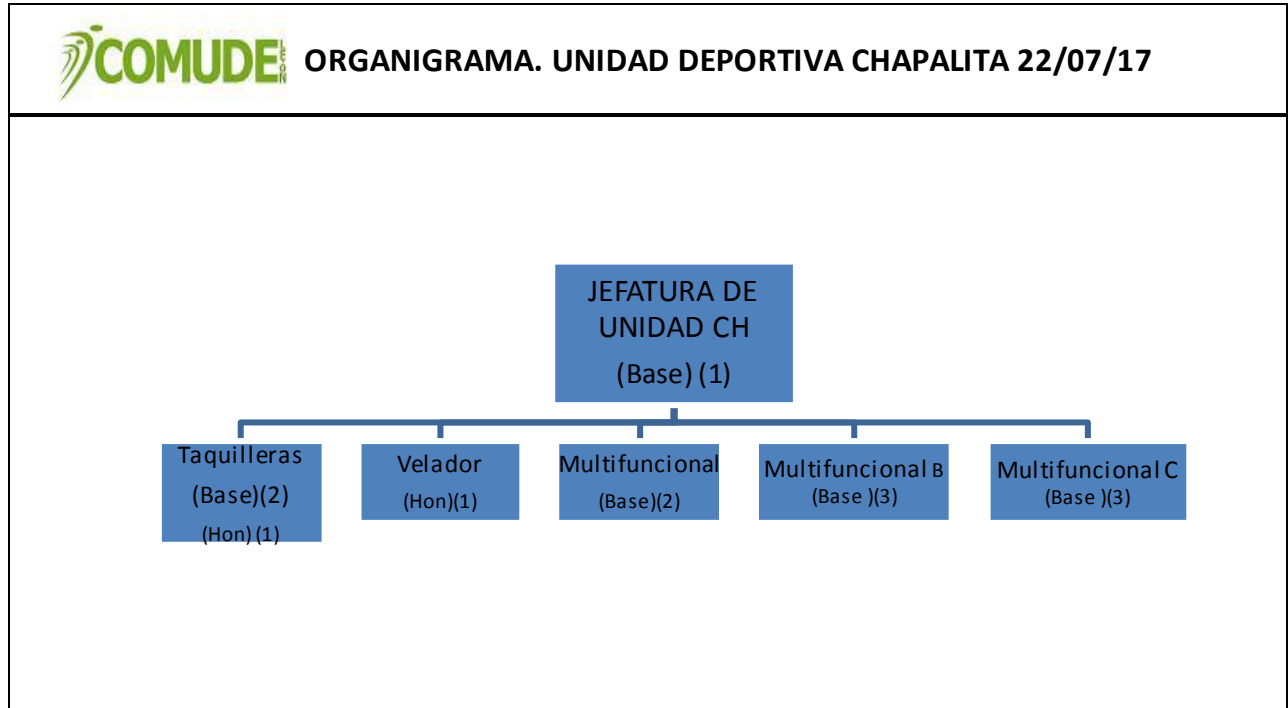 COMUDE LEÓN
ORGANIGRAMA. UNIDAD DEPORTIVA CHAPALITA 22/07/17
JEFATURA DE
UNIDAD CH
(Base) (1)
Taquilleras
(Base)(2)
(Hon) (1)
Velador
(Hon)(1)
Multifuncional
(Base)(2)
Multifuncional B
(Base )(3)
Multifuncional C
(Base )(3)